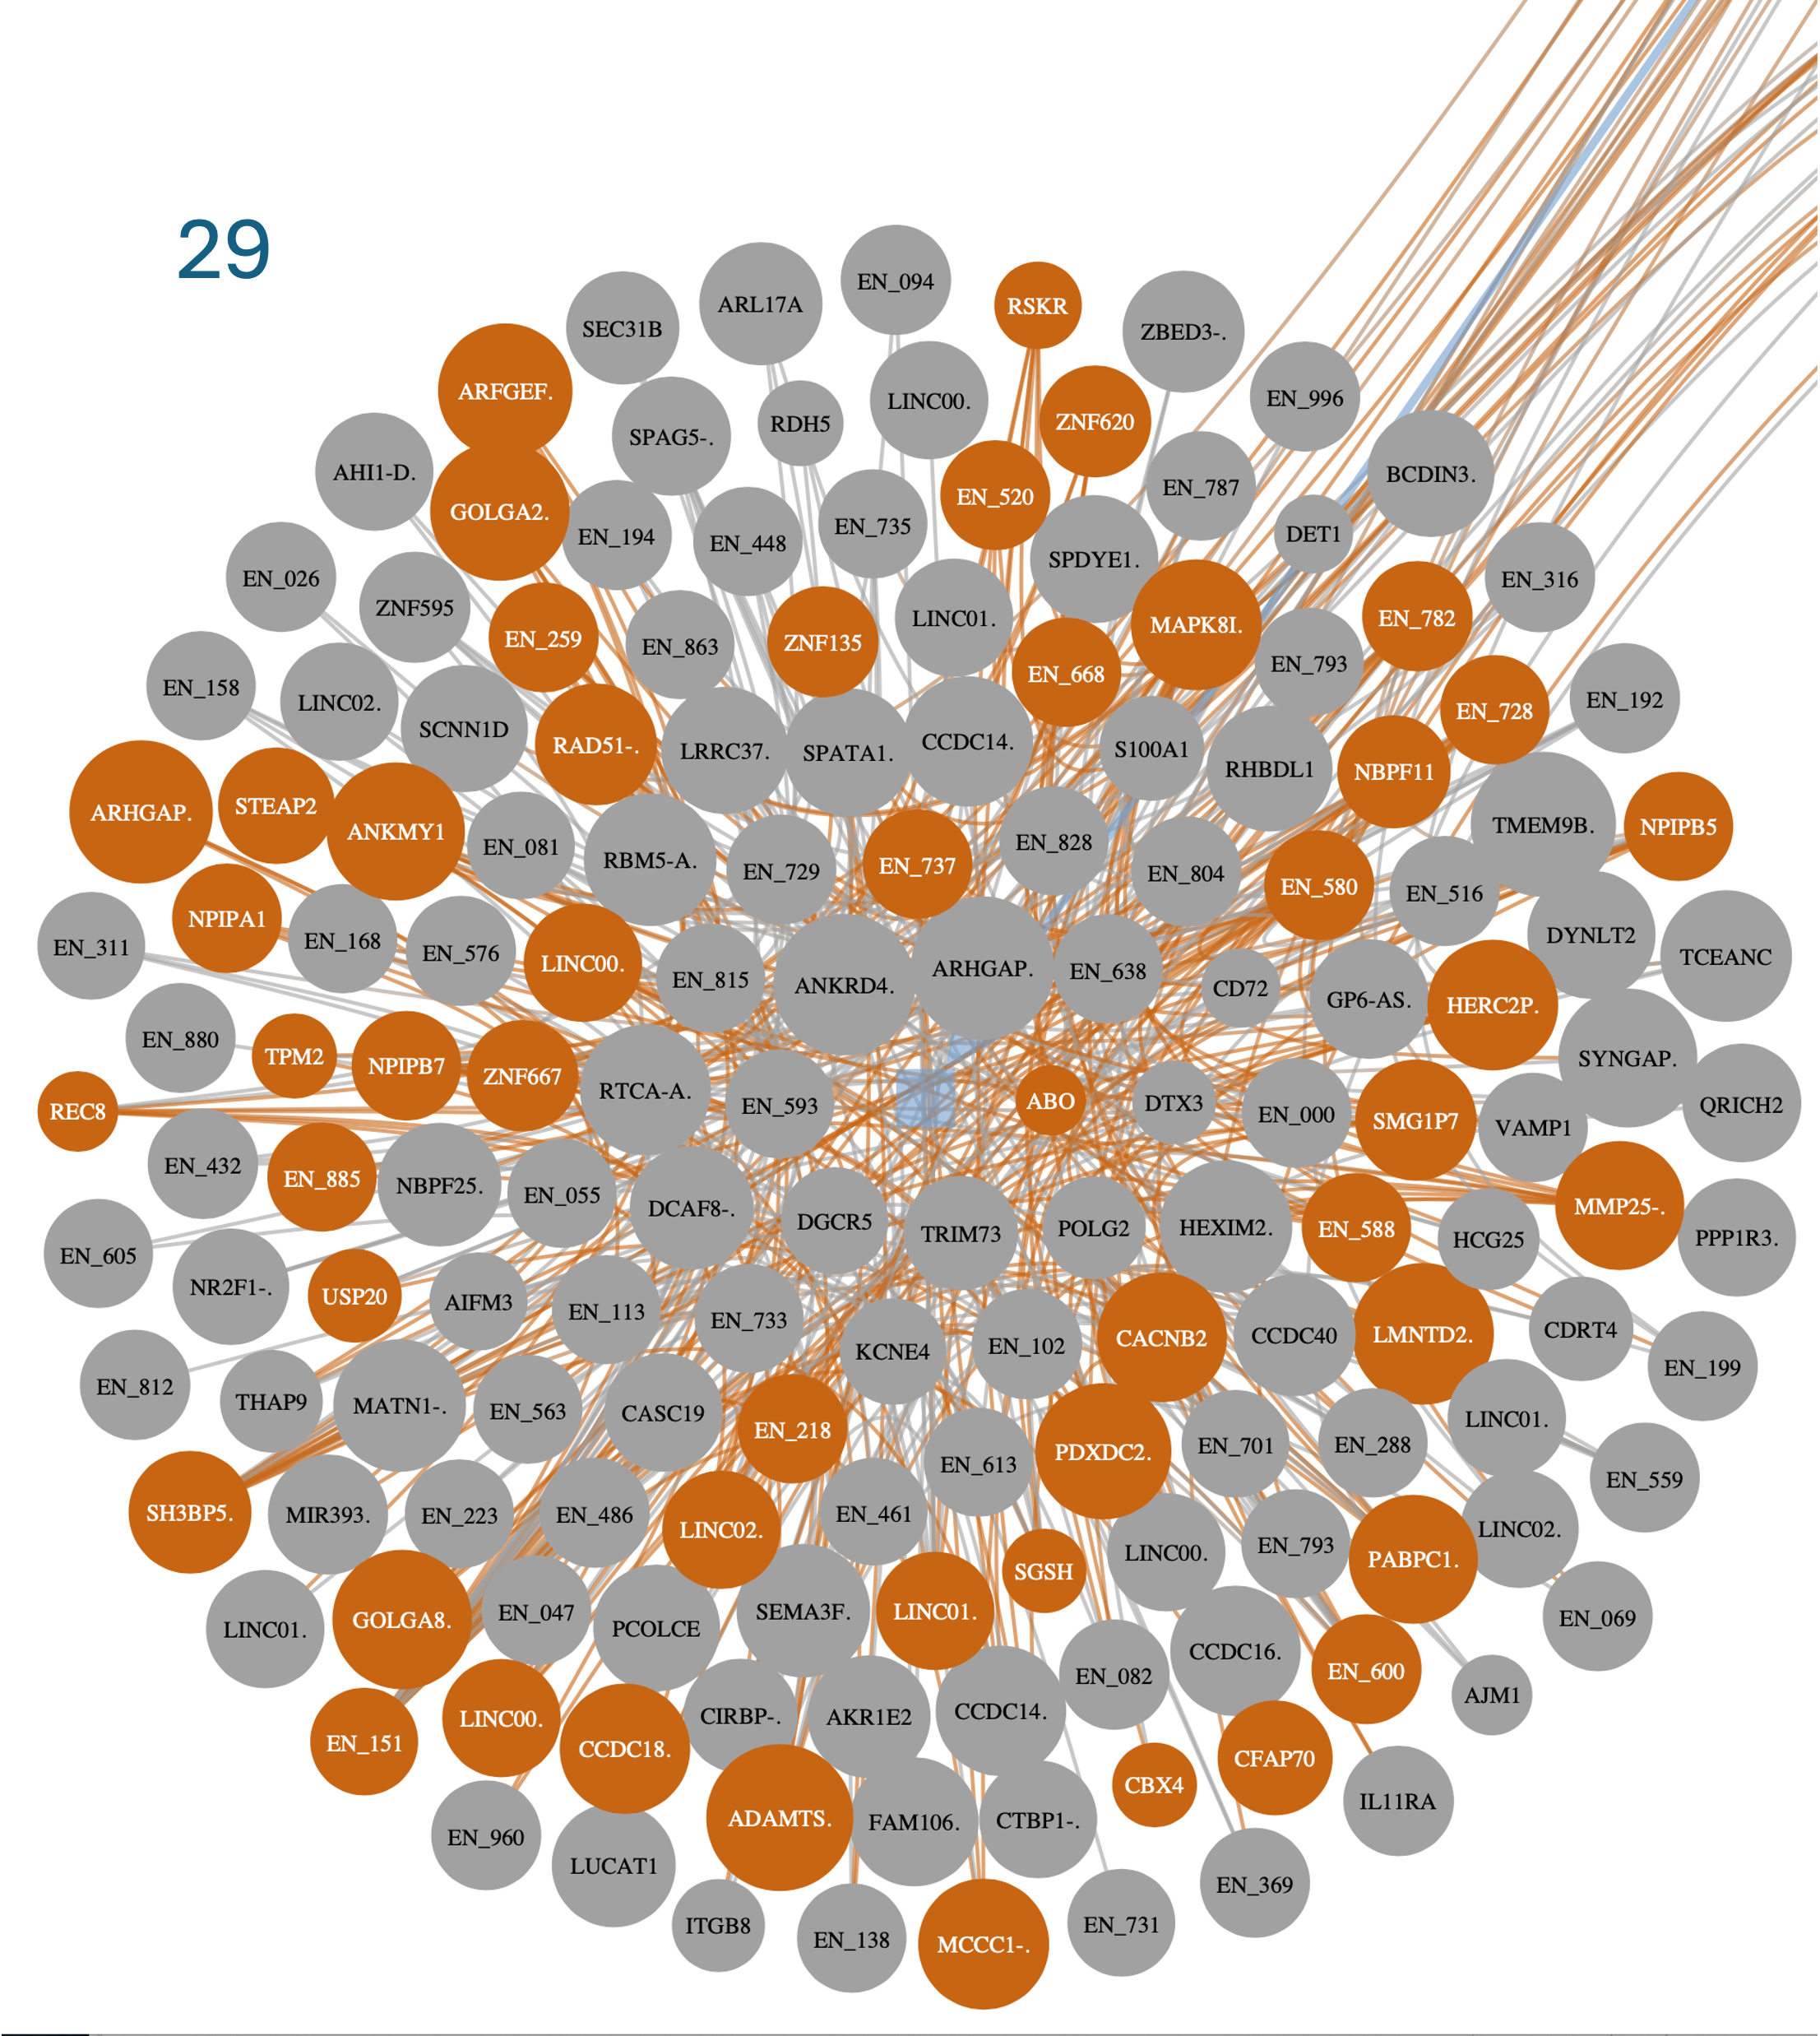 29
EN_094
ARL17A
RSKR
SEC31B
ZBED3-.
ARFGEF.
LINC00.
EN_996
RDH5
ZNF620
SPAG5-.
AHI1-D.
BCDIN3.
EN_787
EN_520
GOLGA2.
EN_735
DET1
EN_194
EN_448
SPDYE1.
EN_026
EN_316
ZNF595
LINC01.
EN_782
MAPK8I.
EN_259
ZNF135
EN_863
EN_793
EN_668
EN_158
LINC02.
EN_192
EN_728
SCNN1D
CCDC14.
RAD51-.
S100A1
LRRC37.
SPATA1.
RHBDL1
NBPF11
STEAP2
ARHGAP.
TMEM9B.
NPIPB5
ANKMY1
EN_828
EN_081
RBM5-A.
EN_737
EN_729
EN_804
EN_580
EN_516
NPIPA1
DYNLT2
EN_168
EN_311
EN_576
TCEANC
LINC00.
ARHGAP.
EN_638
EN_815
ANKRD4.
CD72
GP6-AS.
HERC2P.
EN_880
TPM2
SYNGAP.
NPIPB7
ZNF667
RTCA-A.
ABO
DTX3
QRICH2
EN_593
REC8
EN_000
SMG1P7
VAMP1
EN_432
EN_885
NBPF25.
EN_055
MMP25-.
DCAF8-.
DGCR5
HEXIM2.
POLG2
EN_588
TRIM73
PPP1R3.
HCG25
EN_605
NR2F1-.
USP20
AIFM3
EN_113
EN_733
CDRT4
CCDC40
LMNTD2.
CACNB2
EN_102
KCNE4
EN_199
EN_812
THAP9
MATN1-.
EN_563
CASC19
LINC01.
EN_218
EN_288
EN_701
PDXDC2.
EN_613
EN_559
SH3BP5.
EN_461
MIR393.
EN_223
EN_486
LINC02.
LINC02.
EN_793
LINC00.
PABPC1.
SGSH
SEMA3F.
LINC01.
EN_047
EN_069
GOLGA8.
LINC01.
PCOLCE
CCDC16.
EN_600
EN_082
AJM1
CCDC14.
CIRBP-.
AKR1E2
LINC00.
EN_151
CCDC18.
CFAP70
CBX4
IL11RA
ADAMTS.
CTBP1-.
FAM106.
EN_960
LUCAT1
EN_369
EN_731
ITGB8
EN_138
MCCC1-.